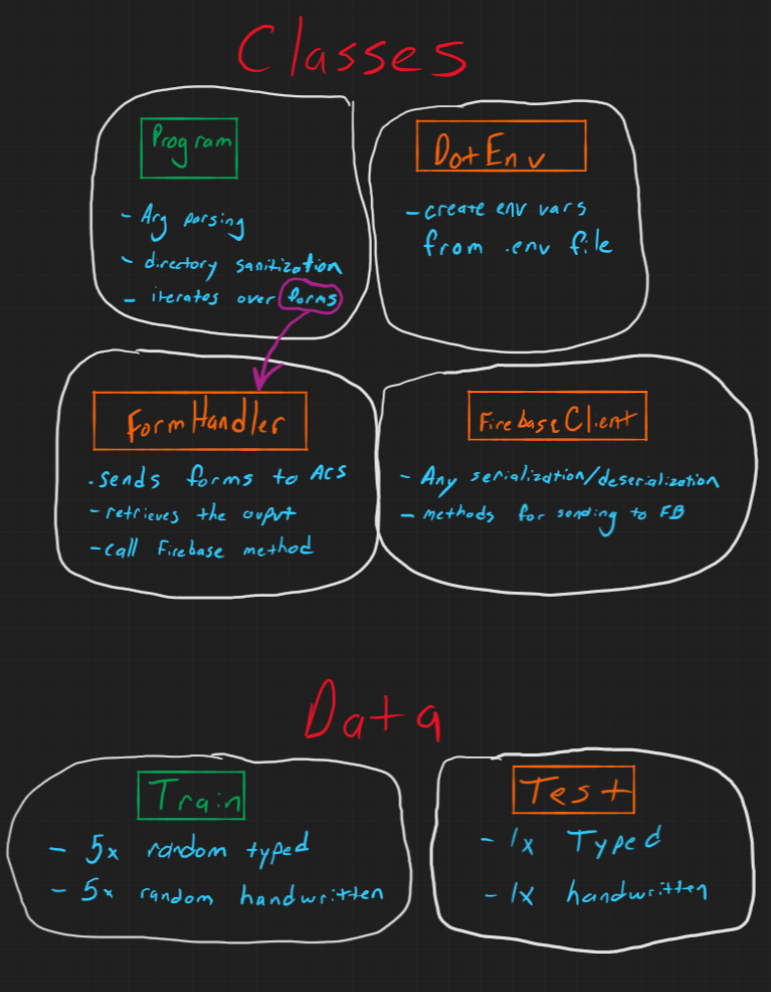 Classes
Program
- Arg parsing
- directory sanitization
- iterates over forms
DotEnv
- create env vars
from .env file
FormHandler
- sends forms to ACS
- retrieves the ouput
- call Firebase method
FirebaseClient
- Any serialization/deserialization
- methods for sending to FB
Data
Train
- 5x random typed
- 5x random handwritten
Test
- 1x Typed
- 1x handwritten